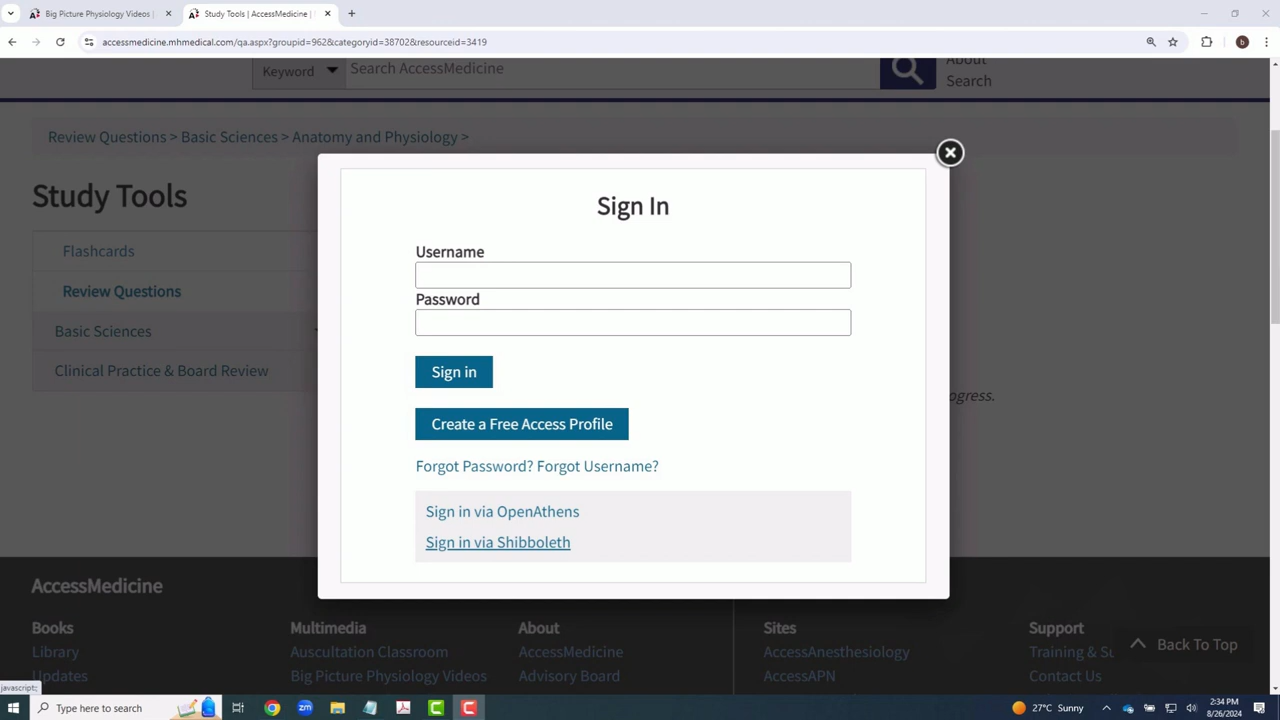 Big Picture Physiology Videos |
Study Tools | AccessMedicine |
accessmedicine.mhmedical.com/qa.aspx?groupid=962&categoryid=38702&resourceid=3419
b
Keyword
Search AccessMedicine
About
Search
Review Questions > Basic Sciences > Anatomy and Physiology >
Study Tools
Flashcards
Review Questions
Basic Sciences
Clinical Practice & Board Review
Sign In
Username
Password
Sign in
Create a Free Access Profile
Forgot Password? Forgot Username?
Sign in via OpenAthens
Sign in via Shibboleth
ogress.
AccessMedicine
Books
Library
Updates
Multimedia
Auscultation Classroom
Big Picture Physiology Videos
About
AccessMedicine
Advisory Board
Sites
AccessAnesthesiology
AccessAPN
Support
Training & Su
Contact Us
Back To Top
javascript:;
Type here to search
zm
27°C Sunny
2:34 PM
8/26/2024